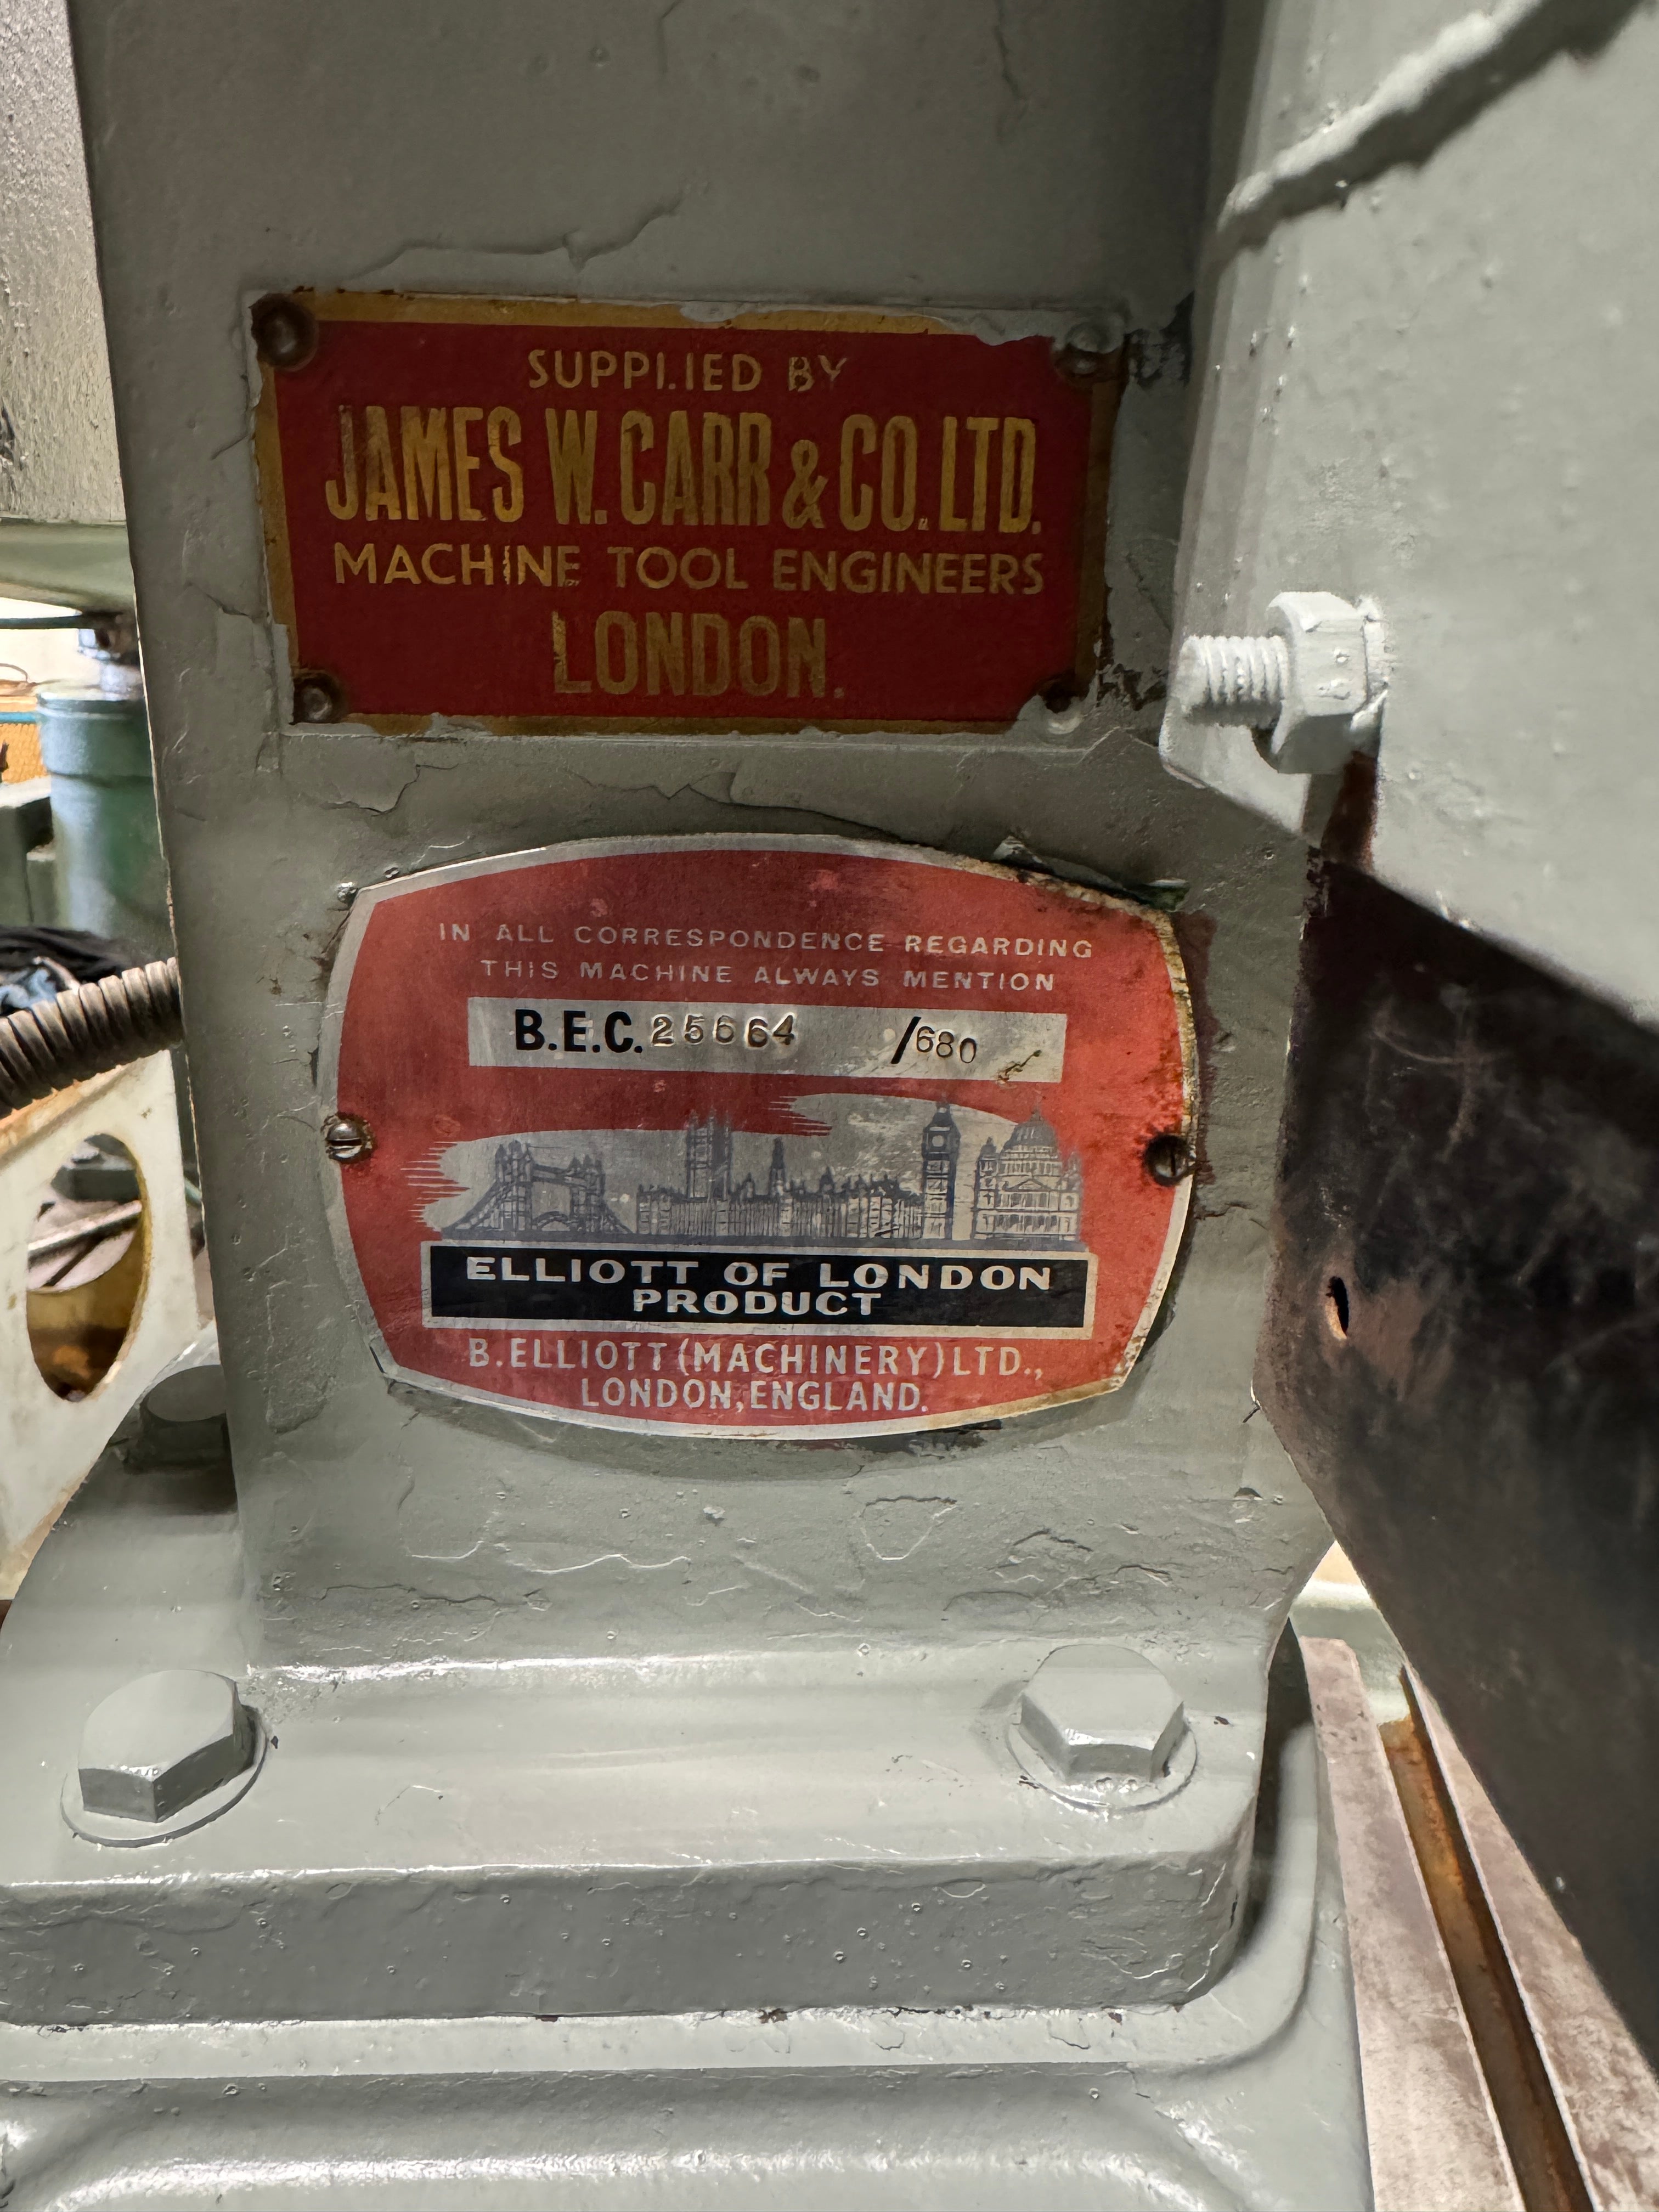 SUPPLIED BY
JAMES W. CARR & CO. LTD.
MACHINE TOOL ENGINEERS
LONDON.
IN ALL CORRESPONDENCE REGARDING
THIS MACHINE ALWAYS MENTION
B.E.C. 25664 /680
ELLIOTT OF LONDON
PRODUCT
B. ELLIOTT (MACHINERY) LTD.,
LONDON, ENGLAND.